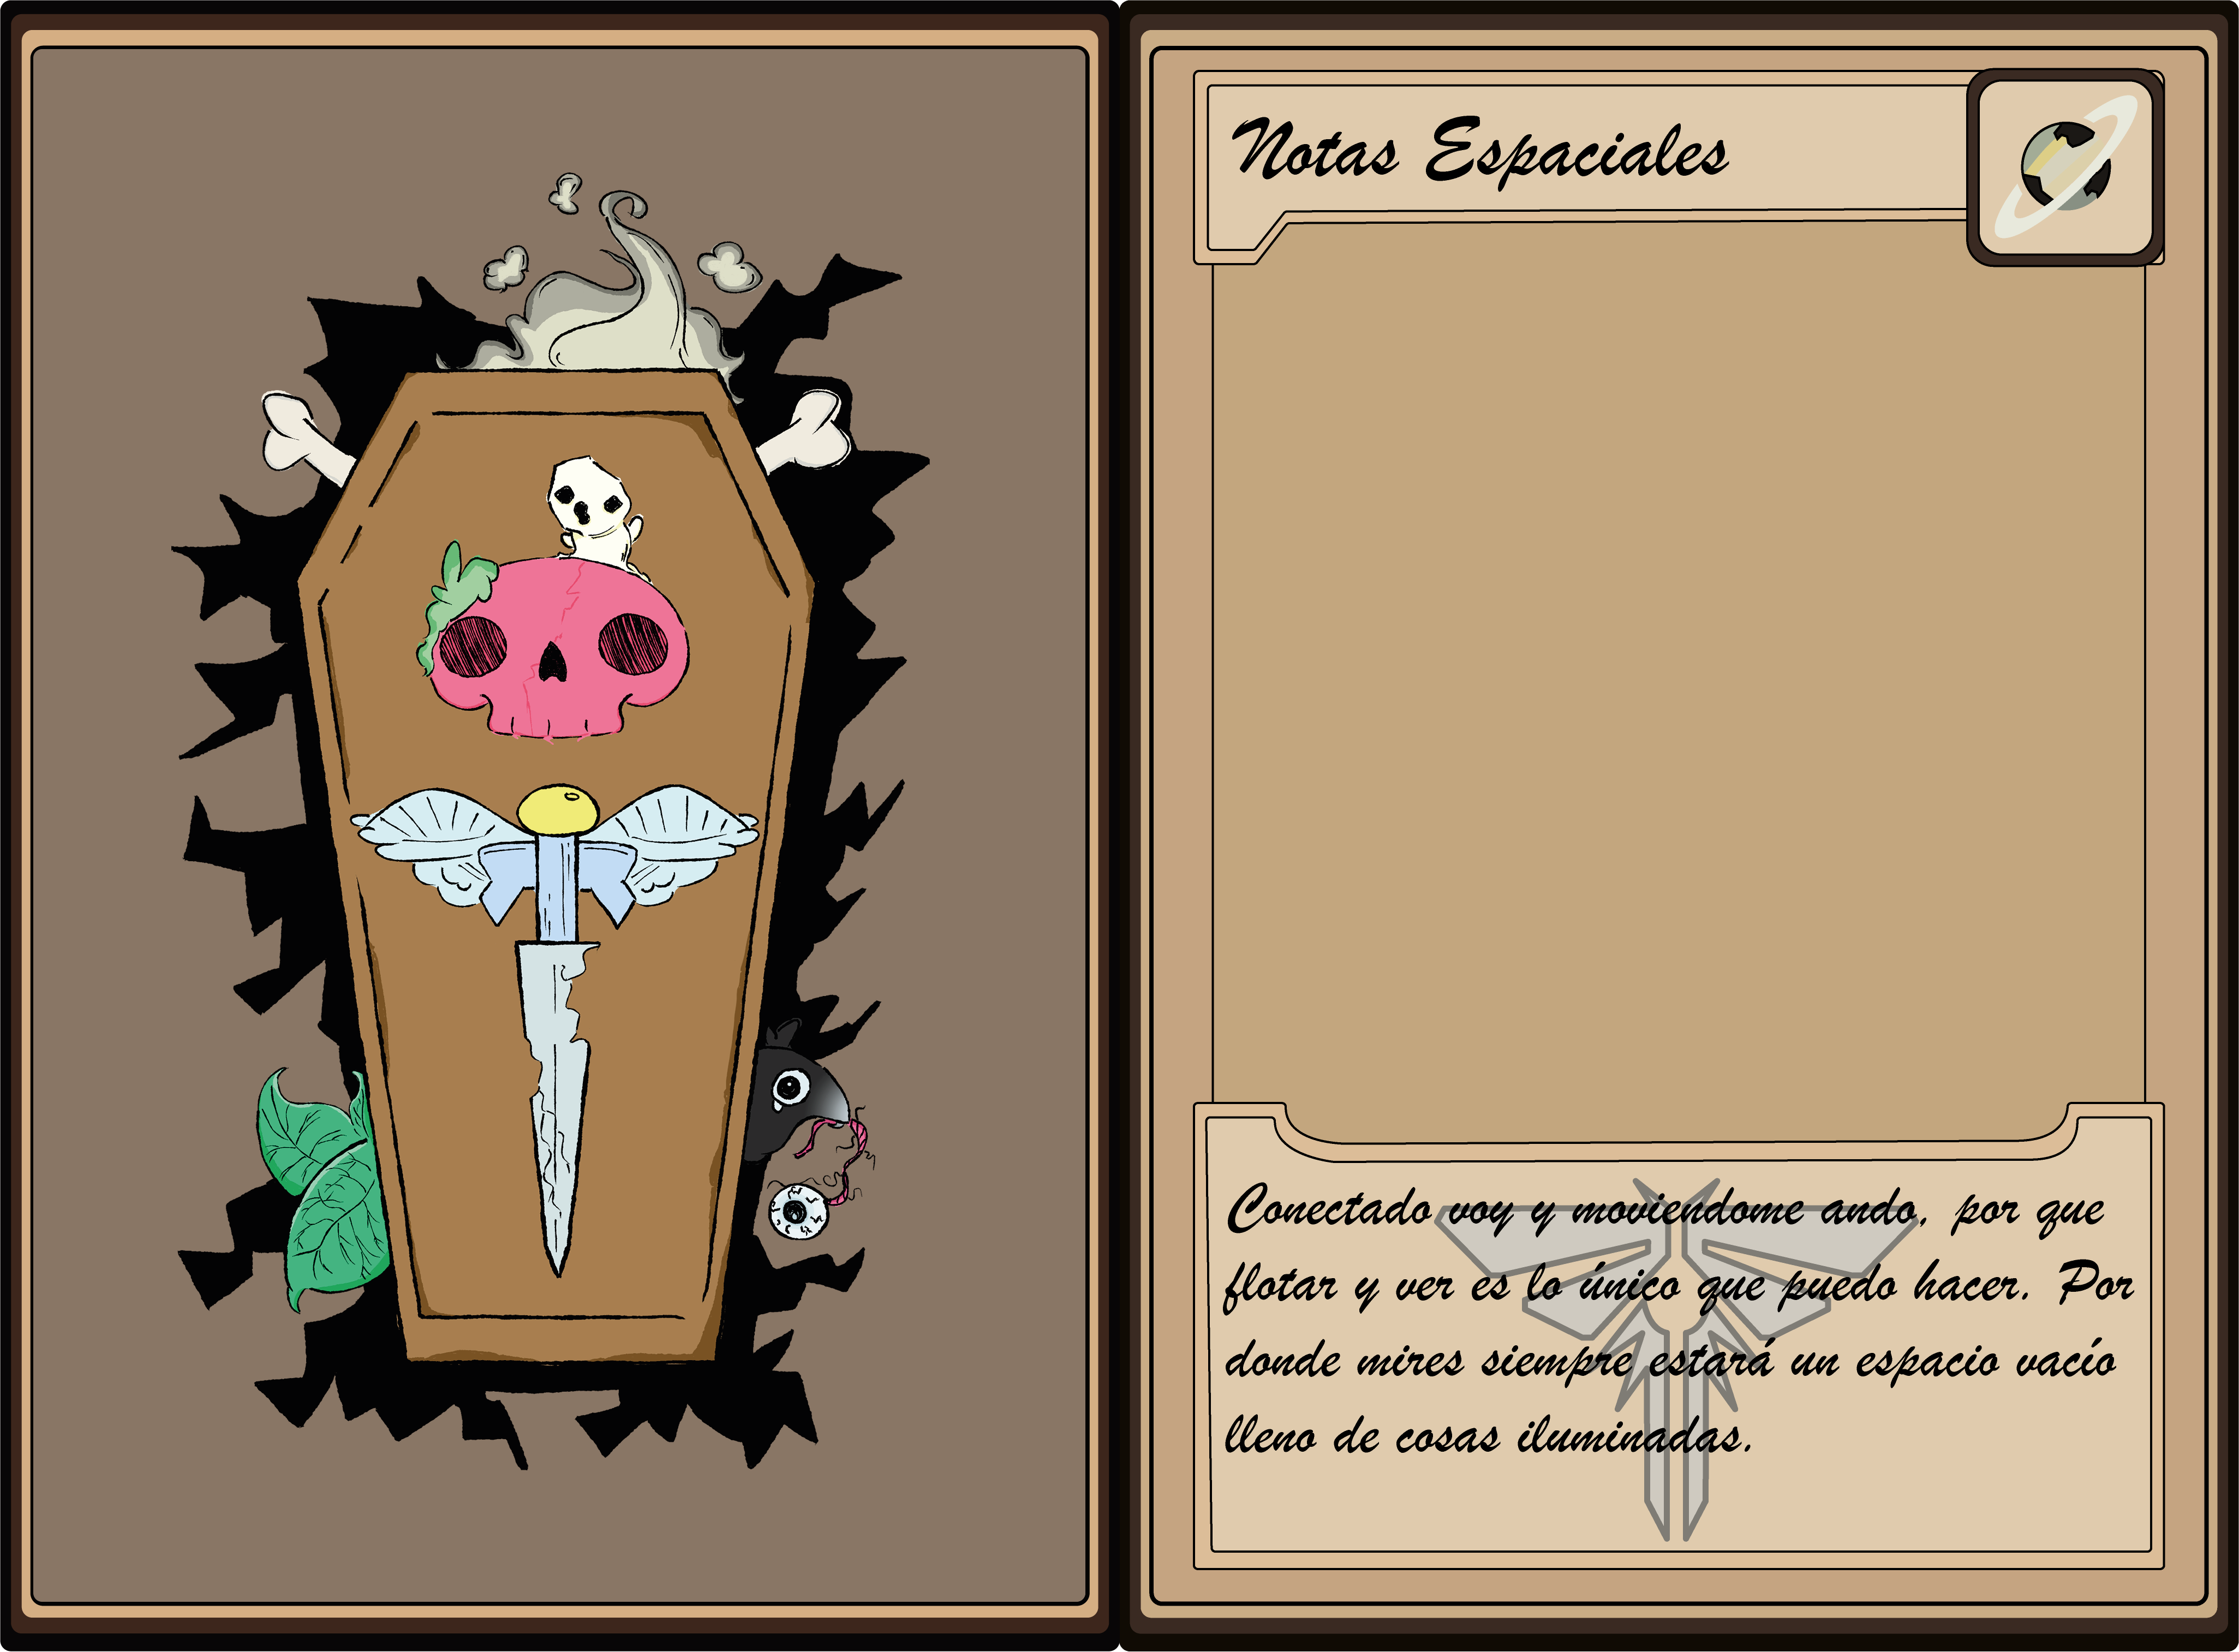 Notas Espaciales
Conectado voy y moviendome ando, por que
flotar y ver es lo único que puedo hacer. Por
donde mires siempre estará un espacio vacío
lleno de cosas iluminadas.